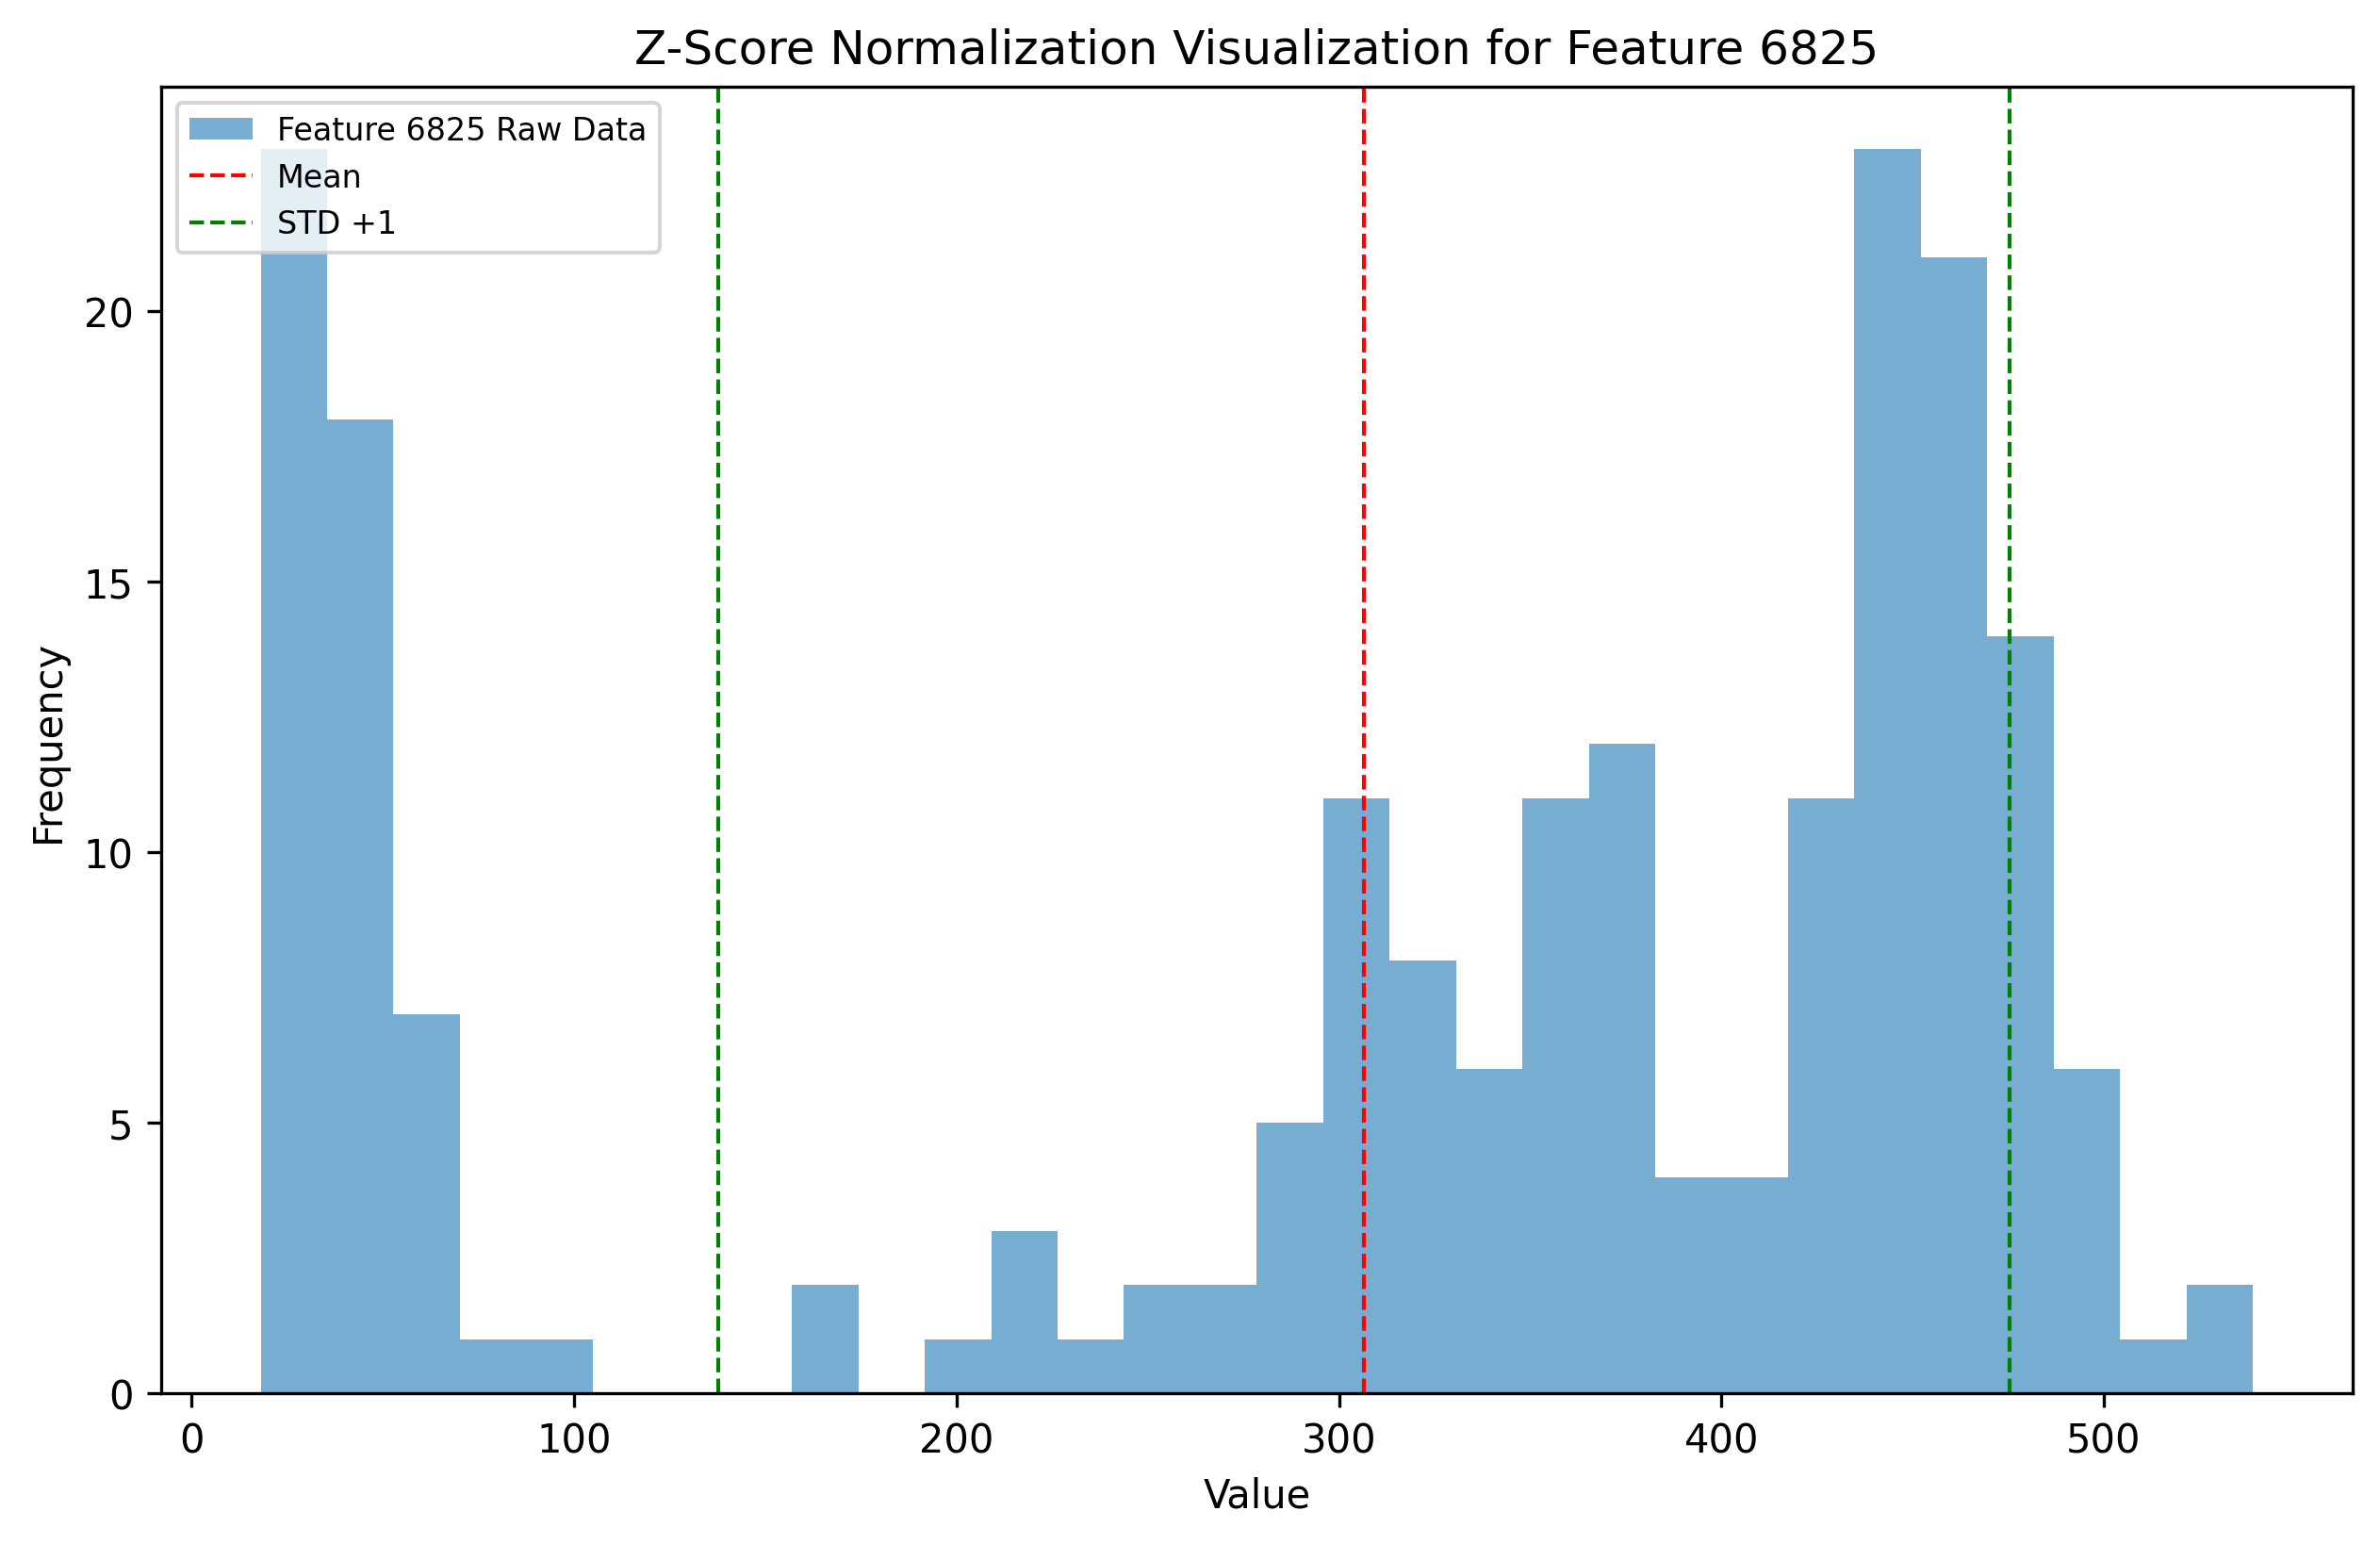 Z-Score Normalization Visualization for Feature 6825
Feature 6825 Raw Data
Mean
STD +1
20
15
10
5
0
Frequency
0 100 200 300 400 500
Value